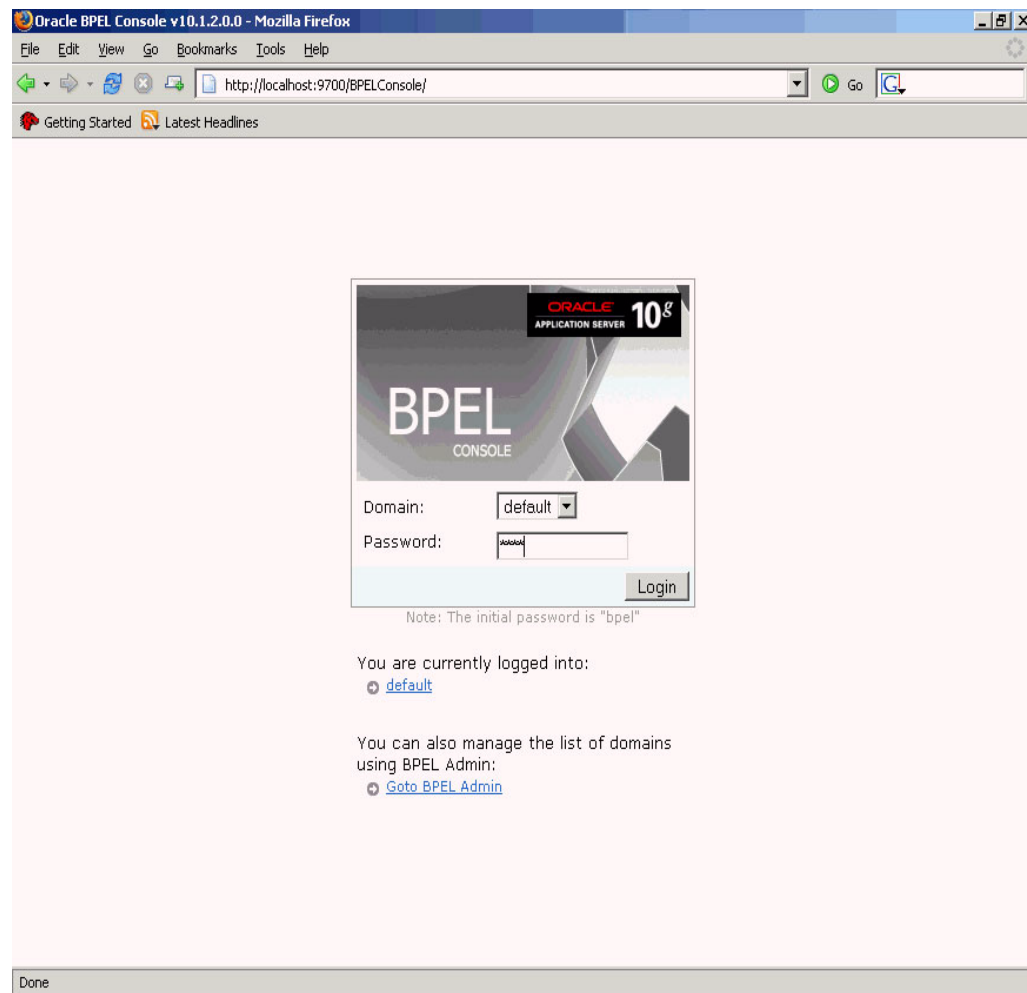 Oracle BPEL Console v10.1.2.0.0 - Mozilla Firefox
File Edit View Go Bookmarks Tools Help
http://localhost:9700/BPELConsole/ Go G
Getting Started Latest Headlines
ORACLE
APPLICATION SERVER 10g
BPEL
CONSOLE
Domain: default
Password: *****
Login
Note: The initial password is "bpel"
You are currently logged into:
default
You can also manage the list of domains
using BPEL Admin:
Goto BPEL Admin
Done